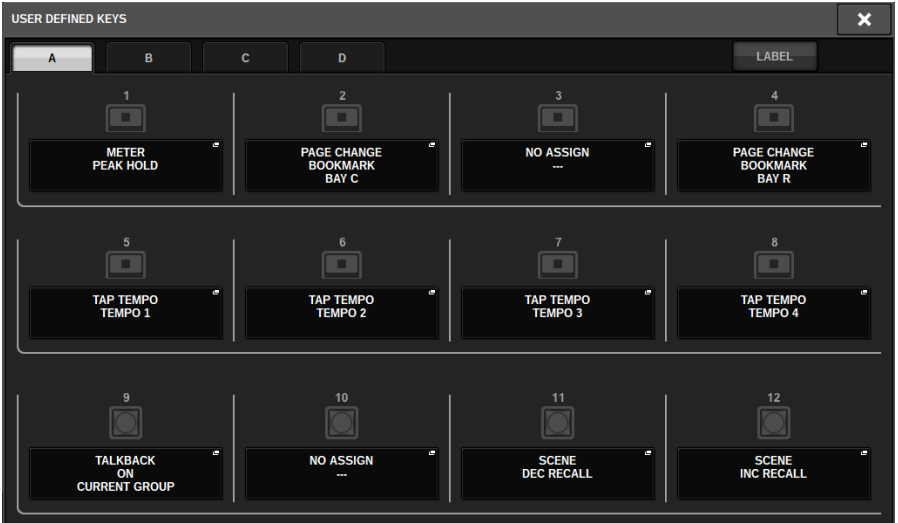 USER DEFINED KEYS
A B C D LABEL
1 2 3 4
METER
PEAK HOLD
PAGE CHANGE
BOOKMARK
BAY C
NO ASSIGN
---
PAGE CHANGE
BOOKMARK
BAY R
5 6 7 8
TAP TEMPO
TEMPO 1
TAP TEMPO
TEMPO 2
TAP TEMPO
TEMPO 3
TAP TEMPO
TEMPO 4
9 10 11 12
TALKBACK
ON
CURRENT GROUP
NO ASSIGN
---
SCENE
DEC RECALL
SCENE
INC RECALL